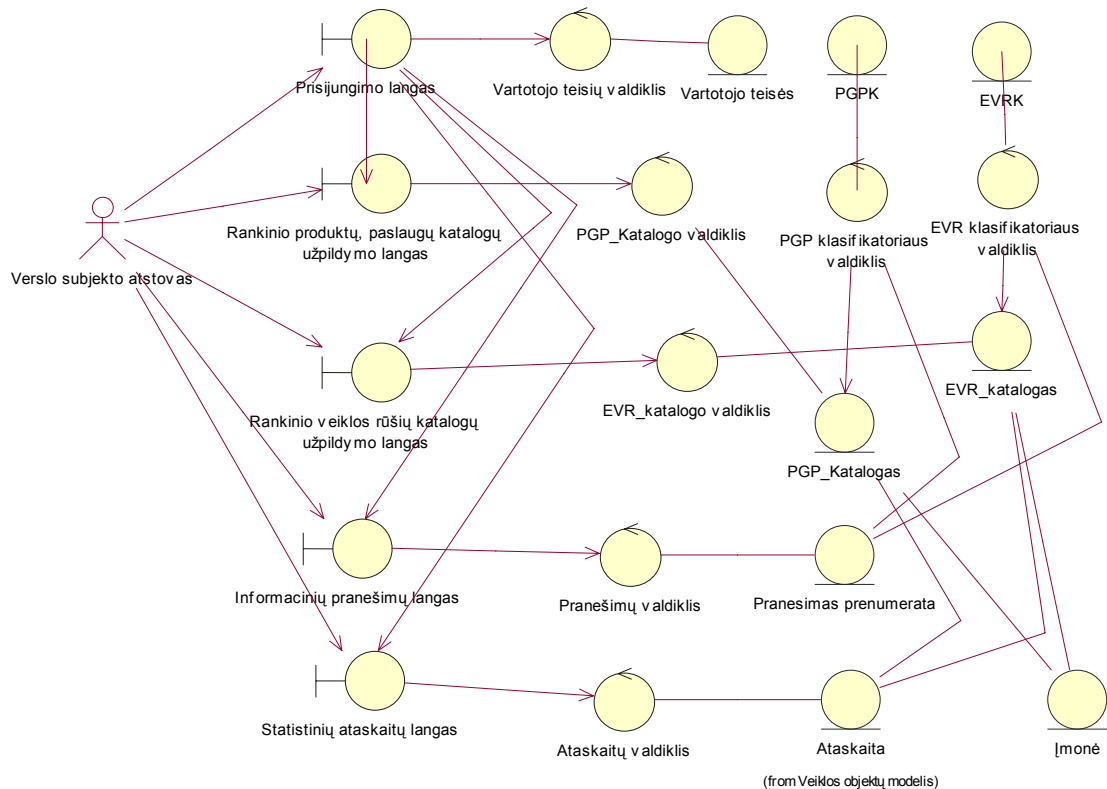 Prisijungimo langas
Vartotojo teisių valdiklis
Vartotojo teisės
PGPK
EVRK
Verslo subjekto atstovas
Rankinio produktų, paslaugų katalogų
užpildymo langas
PGP_Katalogo valdiklis
PGP klasifikatoriaus
valdiklis
EVR klasifikatoriaus
valdiklis
Rankinio veiklos rūšių katalogų
užpildymo langas
EVR_katalogo valdiklis
EVR_katalogas
PGP_Katalogas
Informacinių pranešimų langas
Pranešimų valdiklis
Pranesimas prenumerata
Statistinių ataskaitų langas
Ataskaitų valdiklis
Ataskaita
(from Veiklos objektų modelis)
Įmonė